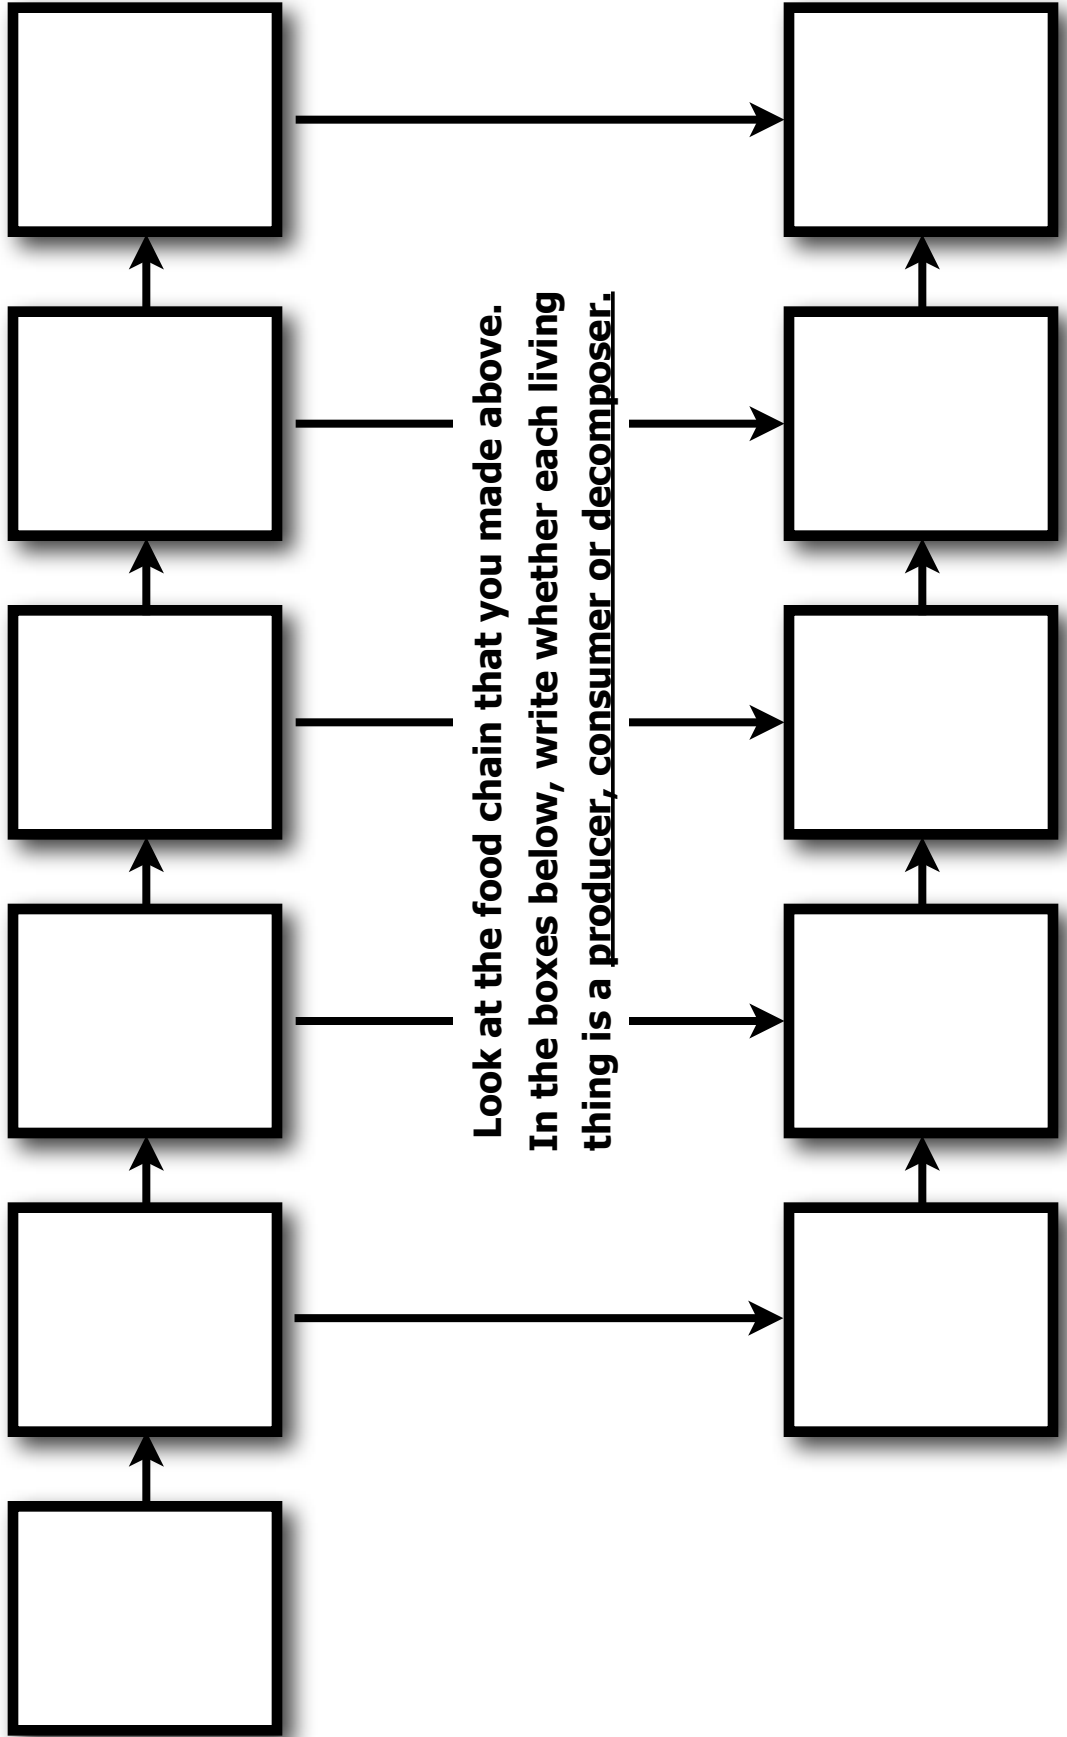 Look at the food chain that you made above.
In the boxes below, write whether each living
thing is a producer, consumer or decomposer.